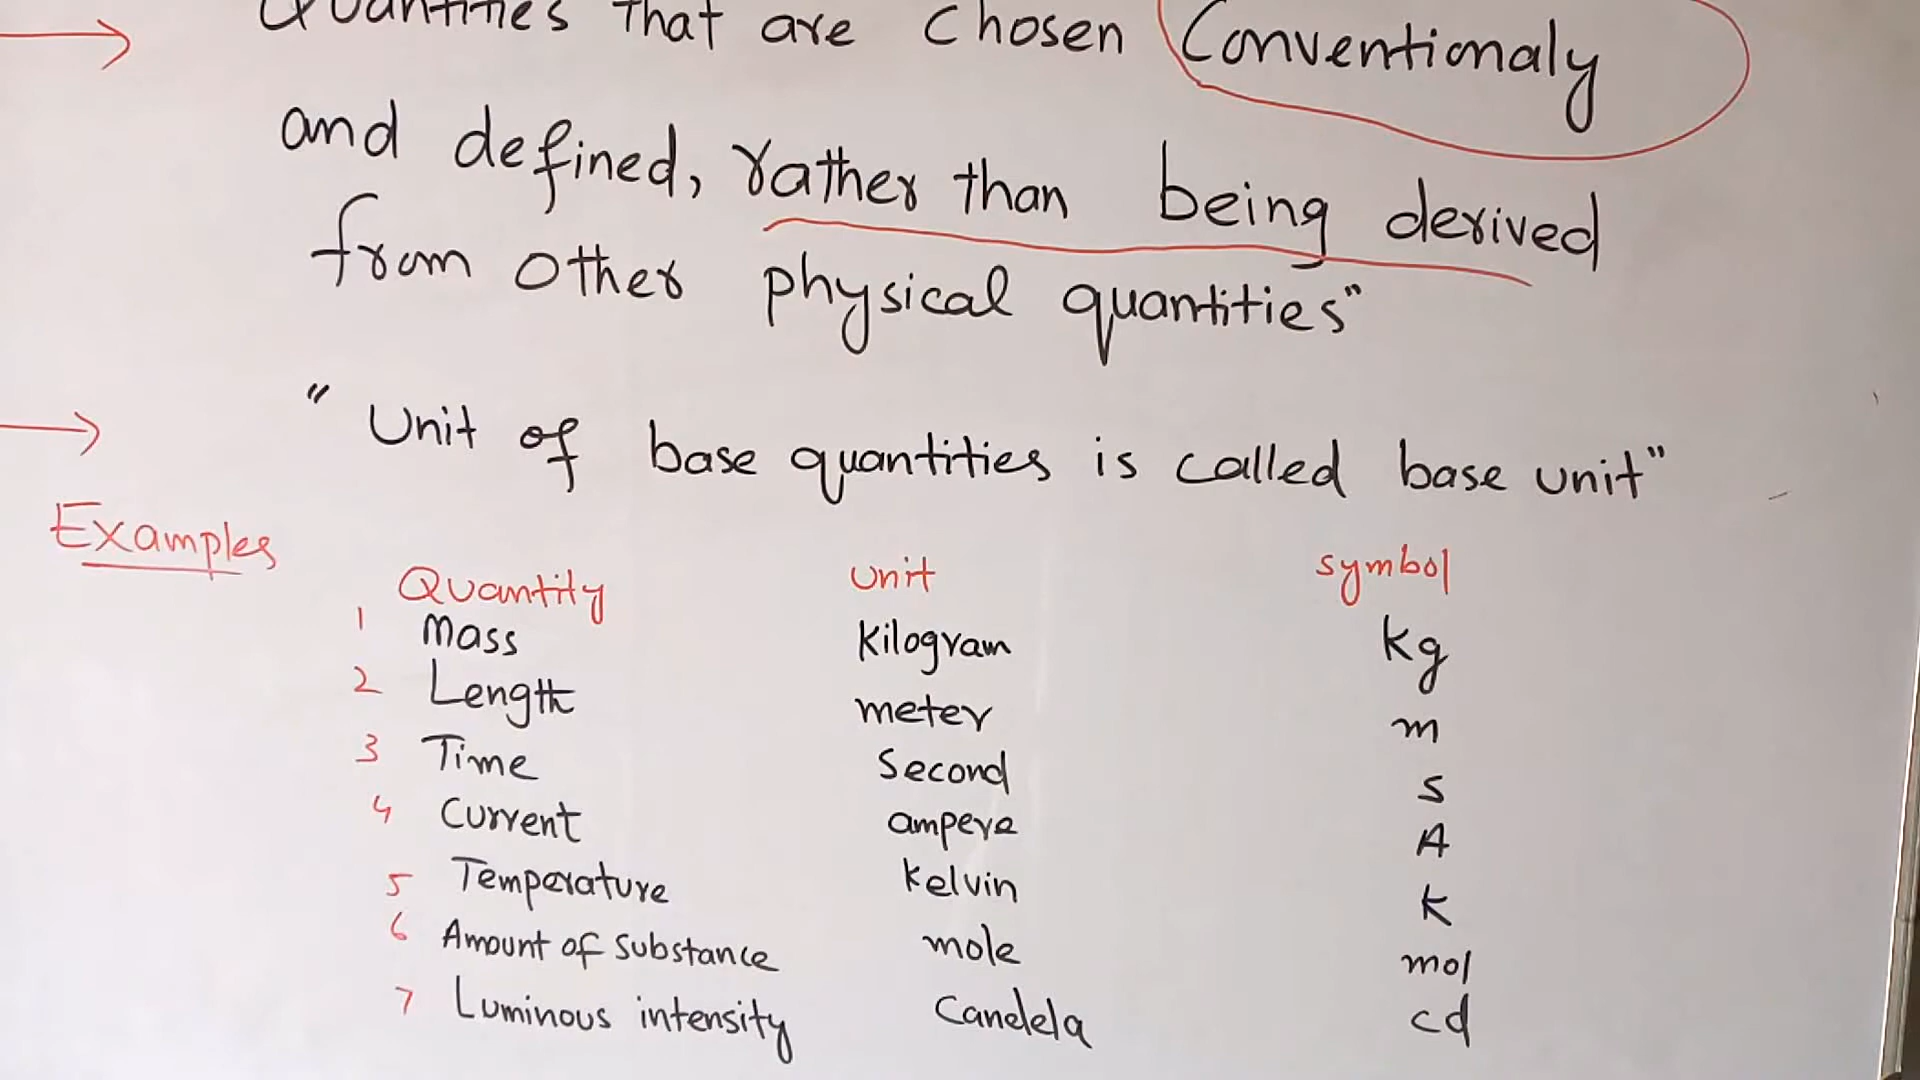 Quantities that are chosen Conventionaly
and defined, rather than being derived
from other physical quantities"
" Unit of base quantities is called base unit"
Examples
Quantity unit symbol
1 Mass Kilogram kg
2 Length meter m
3 Time Second s
4 Current ampere A
5 Temperature kelvin K
6 Amount of Substance mole mol
7 Luminous intensity Candela cd